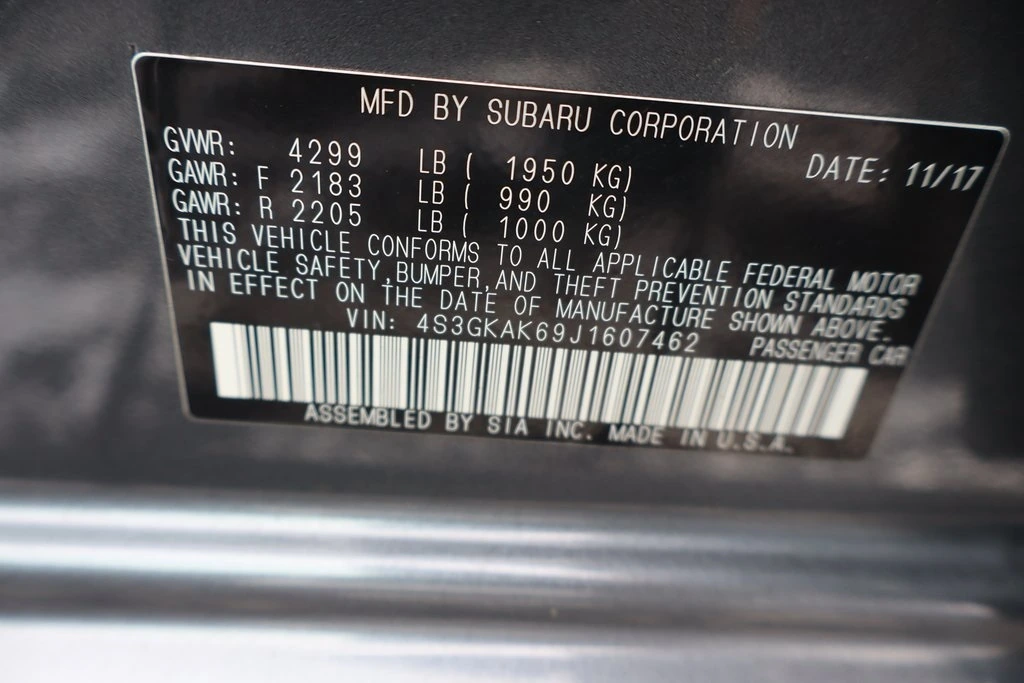 MFD BY SUBARU CORPORATION
DATE: 11/17
GVWR: 4299 LB ( 1950 KG)
GAWR: F 2183 LB ( 990 KG)
GAWR: R 2205 LB ( 1000 KG)
THIS VEHICLE CONFORMS TO ALL APPLICABLE FEDERAL MOTOR
VEHICLE SAFETY,BUMPER,AND THEFT PREVENTION STANDARDS
IN EFFECT ON THE DATE OF MANUFACTURE SHOWN ABOVE.
VIN: 4S3GKAK69J1607462 PASSENGER CAR
ASSEMBLED BY SIA INC. MADE IN U.S.A.